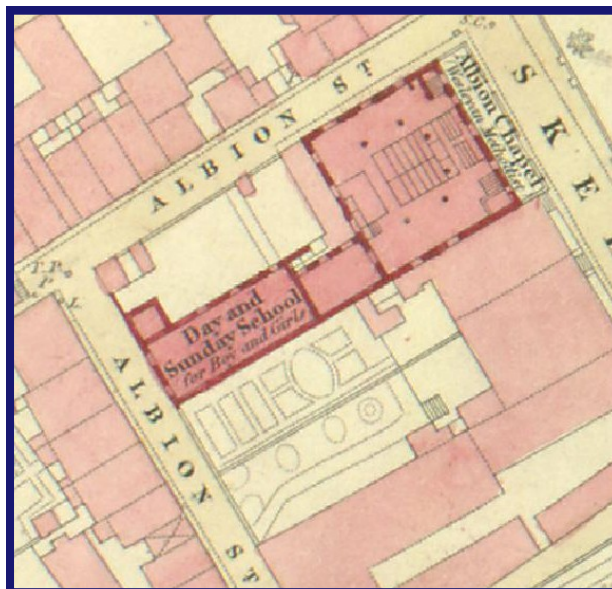 S.C.
ALBION ST
SKE
Albion Chapel
Wesleyan Methodist
T.P.
P
L.
Day and
Sunday School
for Boys and Girls
ALBION ST